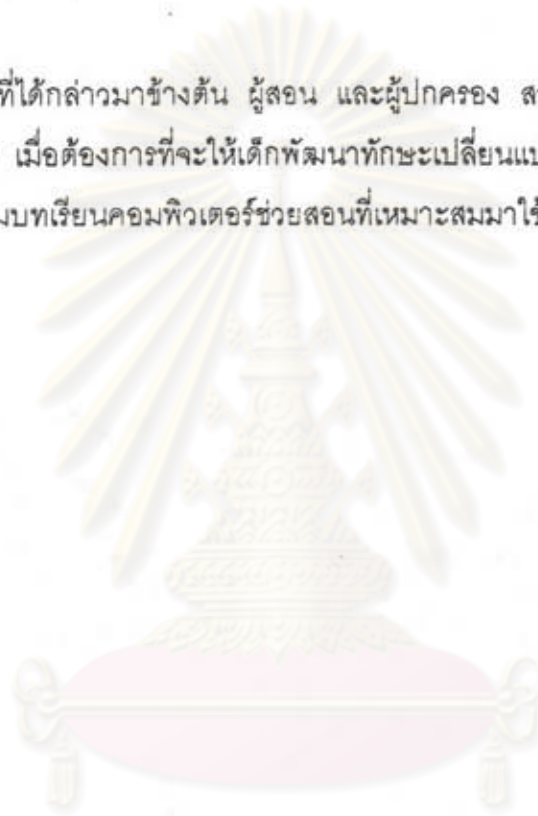 ที่ได้กล่าวมาข้างต้น ผู้สอน และผู้ปกครอง
เมื่อต้องการที่จะให้เด็กพัฒนาทักษะเปลี่ยนแป
มบทเรียนคอมพิวเตอร์ช่วยสอนที่เหมาะสมมาใช้